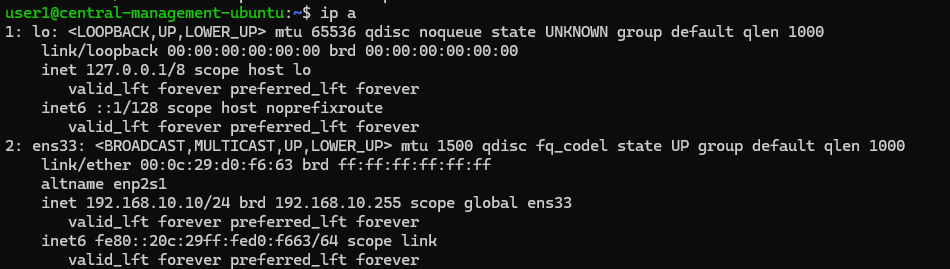 user1@central-management-ubuntu:~$ ip a
1: lo: <LOOPBACK,UP,LOWER_UP> mtu 65536 qdisc noqueue state UNKNOWN group default qlen 1000
    link/loopback 00:00:00:00:00:00 brd 00:00:00:00:00:00
    inet 127.0.0.1/8 scope host lo
       valid_lft forever preferred_lft forever
    inet6 ::1/128 scope host noprefixroute
       valid_lft forever preferred_lft forever
2: ens33: <BROADCAST,MULTICAST,UP,LOWER_UP> mtu 1500 qdisc fq_codel state UP group default qlen 1000
    link/ether 00:0c:29:d0:f6:63 brd ff:ff:ff:ff:ff:ff
    altname enp2s1
    inet 192.168.10.10/24 brd 192.168.10.255 scope global ens33
       valid_lft forever preferred_lft forever
    inet6 fe80::20c:29ff:fed0:f663/64 scope link
       valid_lft forever preferred_lft forever